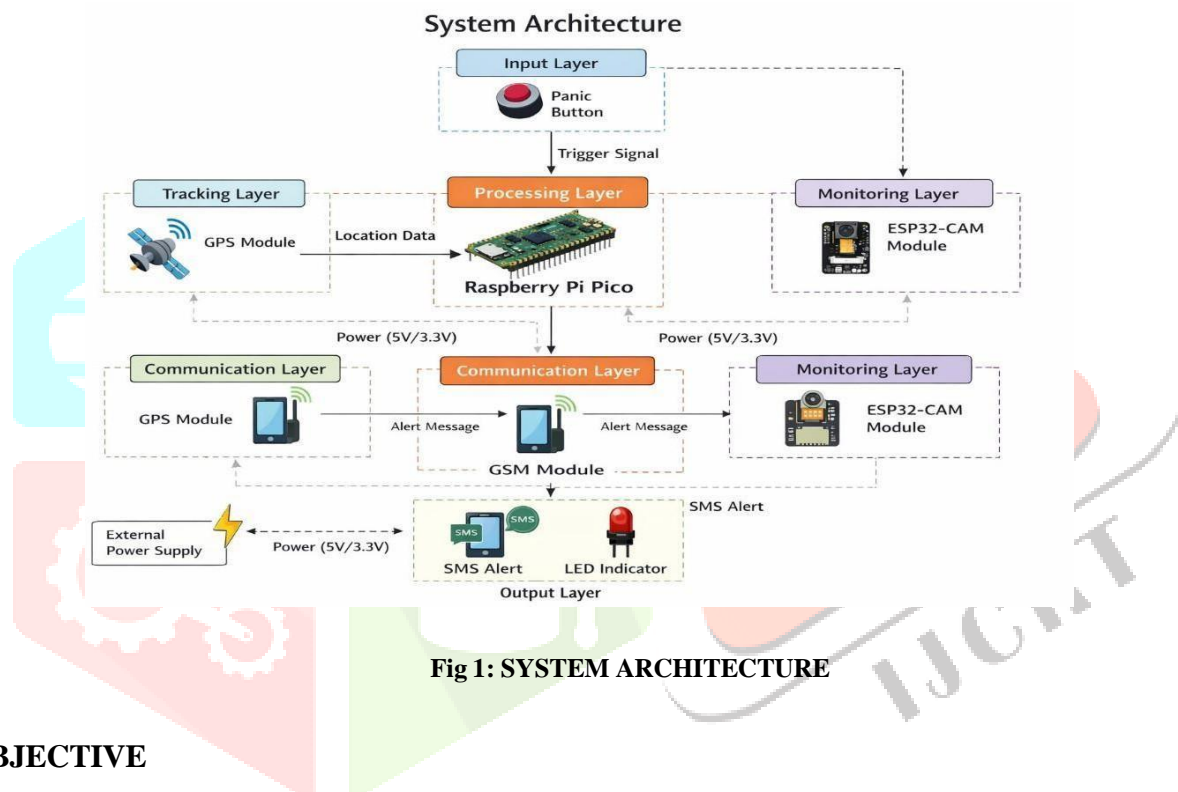 System Architecture
Input Layer
Panic
Button
Trigger Signal
Tracking Layer
Processing Layer
Monitoring Layer
GPS Module
Location Data
ESP32-CAM
Module
Raspberry Pi Pico
Power (5V/3.3V)
Power (5V/3.3V)
Communication Layer
Communication Layer
Monitoring Layer
GPS Module
Alert Message
Alert Message
ESP32-CAM
Module
GSM Module
SMS Alert
External
Power Supply
Power (5V/3.3V)
SMS
SMS
SMS Alert
LED Indicator
Output Layer
Fig 1: SYSTEM ARCHITECTURE
IJCRT
BJECTIVE